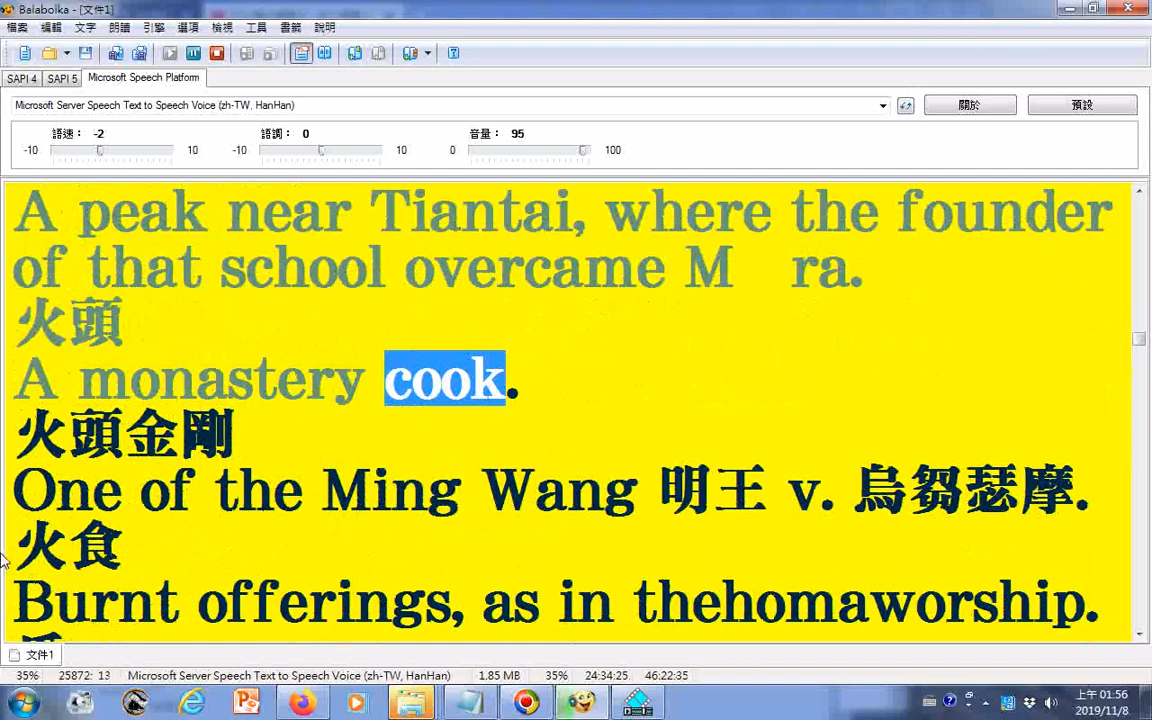 Balabolka - [文件1]
檔案 編輯 文字 朗讀 引擎 選項 檢視 工具 書籤 說明
SAPI 4 SAPI 5 Microsoft Speech Platform
Microsoft Server Speech Text to Speech Voice (zh-TW, HanHan) 關於 預設
語速： -2 語調： 0 音量： 95
-10 10 -10 10 0 100
A peak near Tiantai, where the founder
of that school overcame M ra.
火頭
A monastery cook.
火頭金剛
One of the Ming Wang 明王 v. 烏芻瑟摩.
火食
Burnt offerings, as in thehomaworship.
文件1
35% 25872: 13 Microsoft Server Speech Text to Speech Voice (zh-TW, HanHan) 1.85 MB 35% 24:34:25 46:22:35
上午 01:56
2019/11/8